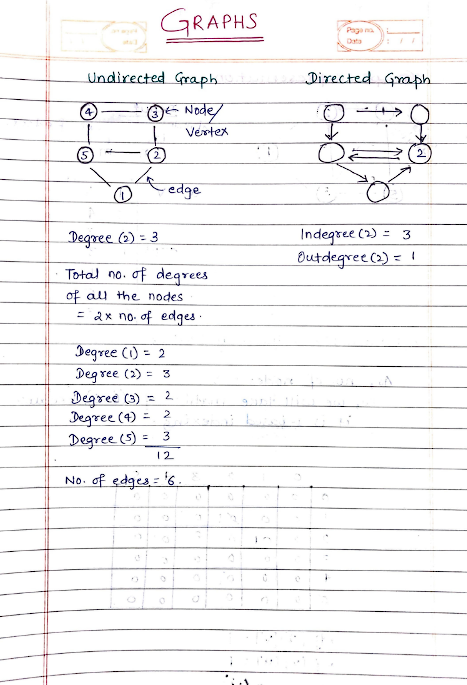 GRAPHS
Page no.
Date : / /
Undirected Graph
Directed Graph
4
3 ← Node/
Vertex
5
2
1
edge
2
Degree (2) = 3
Total no. of degrees
of all the nodes
= 2 x no. of edges.
Indegree (2) = 3
Outdegree (2) = 1
Degree (1) = 2
Degree (2) = 3
Degree (3) = 2
Degree (4) = 2
Degree (5) = 3
12
No. of edges = 6.